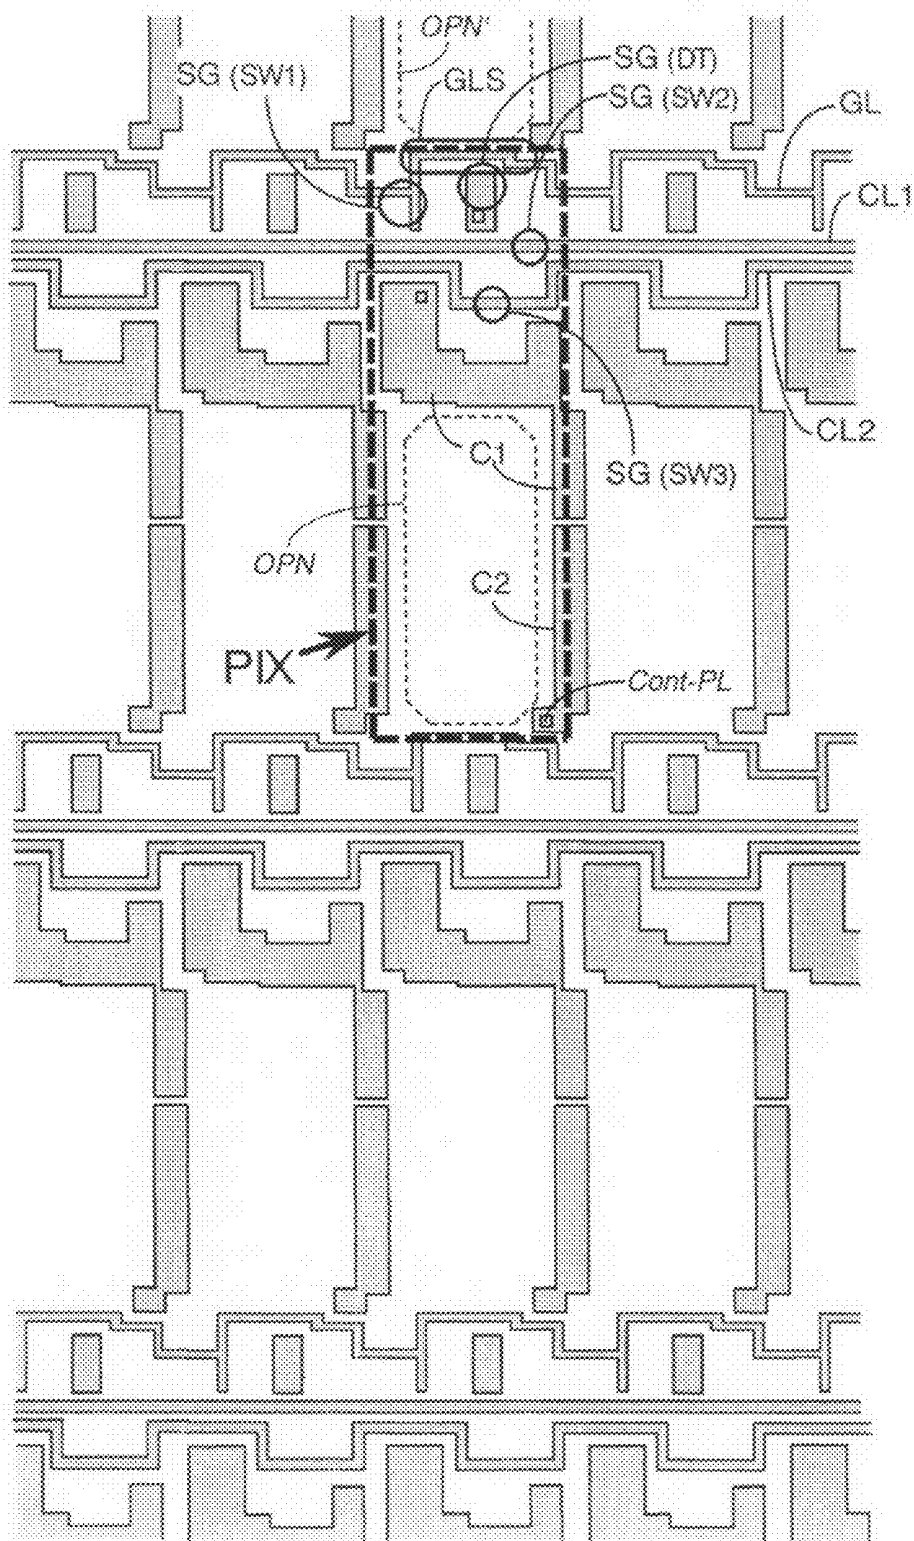 OPN'
SG (SW1)
GLS
SG (DT)
SG (SW2)
GL
CL1
CL2
C1
SG (SW3)
OPN
C2
PIX
Cont-PL